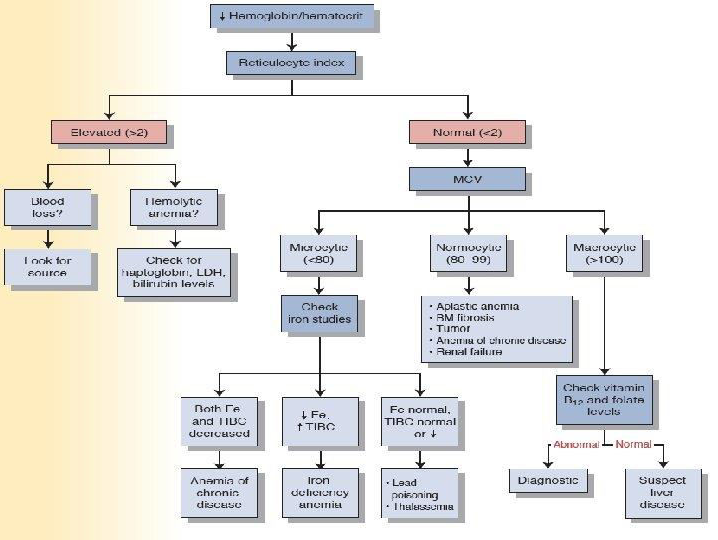 ↓ Hemoglobin/hematocrit
Reticulocyte index
Elevated (>2)
Normal (<2)
MCV
Blood
loss?
Hemolytic
anemia?
Look for
source
Check for
haptoglobin, LDH,
bilirubin levels
Microcytic
(<80)
Normocytic
(80 99)
Macrocytic
(>100)
Check
iron studies
• Aplastic anemia
• BM fibrosis
• Tumor
• Anemia of chronic disease
• Renal failure
Check vitamin
B₁₂ and folate
levels
Both Fe
and TIBC
decreased
↓ Fe,
↑ TIBC
Fe normal,
TIBC normal
or ↓
Abnormal
Normal
Anemia of
chronic
disease
Iron
deficiency
anemia
• Lead
poisoning
• Thalassemia
Diagnostic
Suspect
liver
disease